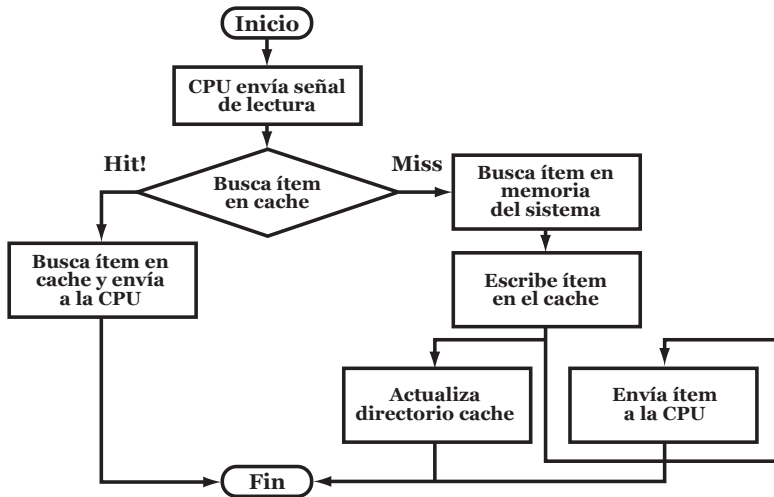 Inicio
CPU envía señal
de lectura
Hit!
Miss
Busca ítem
en cache
Busca ítem en
memoria
del sistema
Busca ítem en
cache y envía
a la CPU
Escribe ítem
en el cache
Actualiza
directorio cache
Envía ítem
a la CPU
Fin